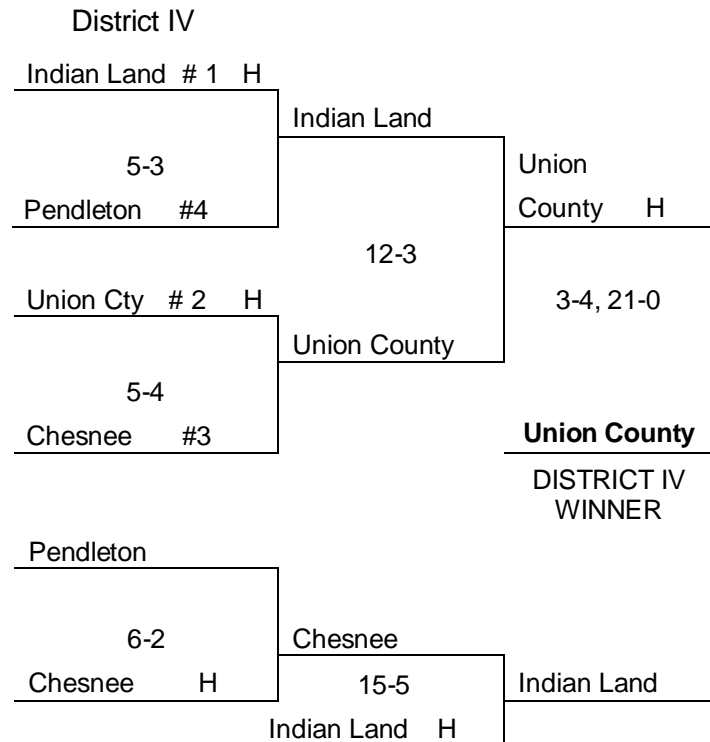 District IV
Indian Land # 1 H
Indian Land
5-3
Union
Pendleton #4
County H
12-3
Union Cty # 2 H
3-4, 21-0
Union County
5-4
Chesnee #3
Union County
DISTRICT IV
WINNER
Pendleton
6-2
Chesnee
Chesnee H
15-5
Indian Land
Indian Land H